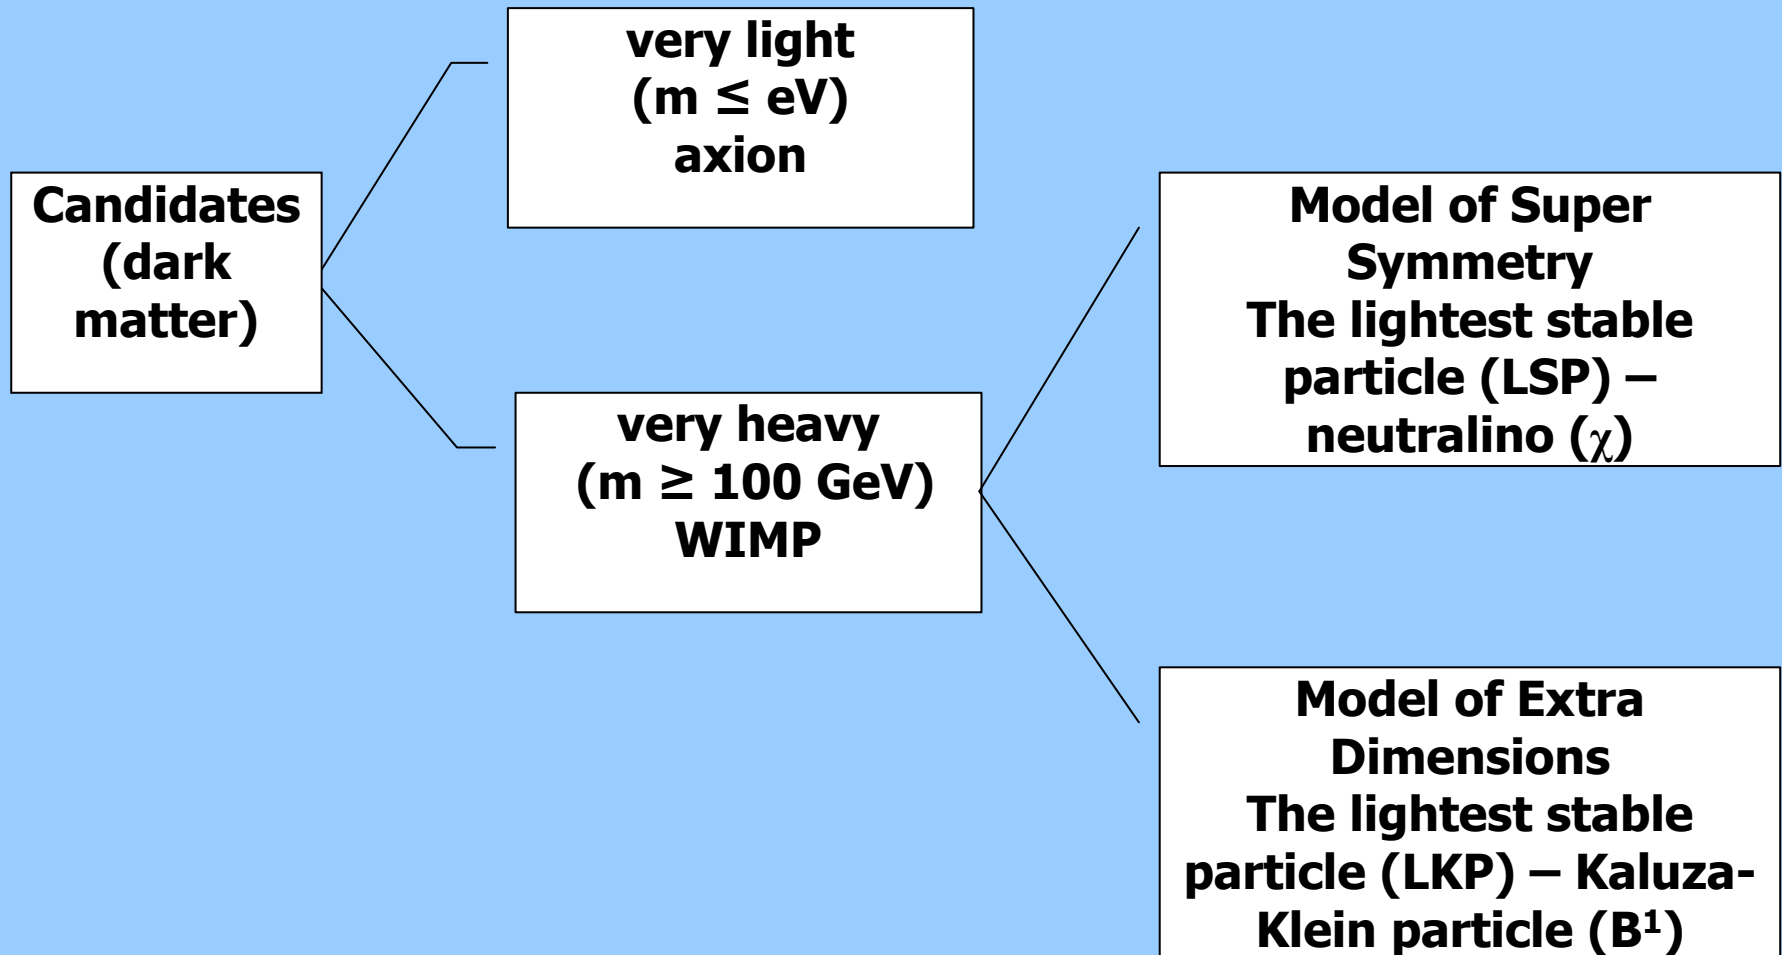 Candidates
(dark
matter)
very light
(m ≤ eV)
axion
very heavy
(m ≥ 100 GeV)
WIMP
Model of Super
Symmetry
The lightest stable
particle (LSP) –
neutralino (χ)
Model of Extra
Dimensions
The lightest stable
particle (LKP) – Kaluza-
Klein particle (B¹)